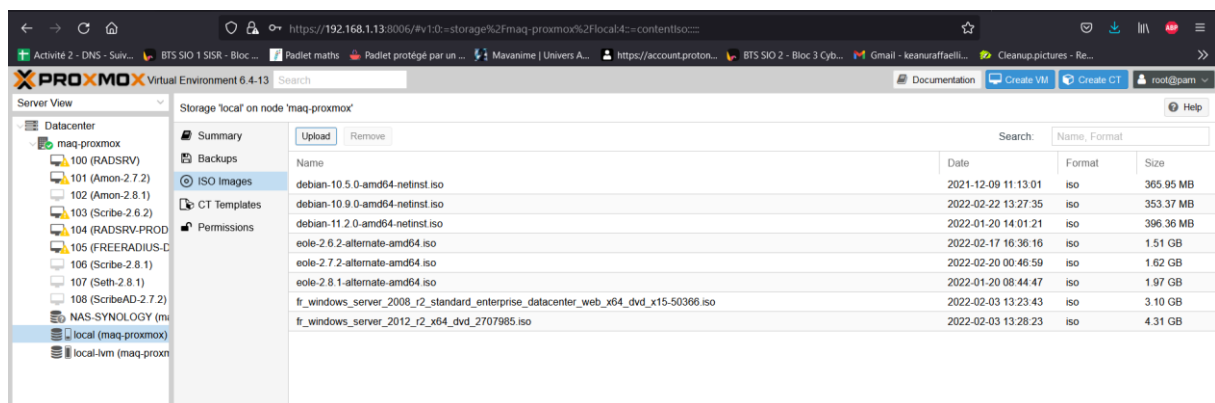 https://192.168.1.13:8006/#v1:0:=storage%2Fmaq-proxmox%2Flocal:4::=contentIso:::::
Activité 2 - DNS - Suiv... BTS SIO 1 SISR - Bloc ... Padlet maths Padlet protégé par un ... Mavanime | Univers A... https://account.proton... BTS SIO 2 - Bloc 3 Cyb... Gmail - keanuraffaelli... Cleanup.pictures - Re...
PROXMOX Virtual Environment 6.4-13 Search Documentation Create VM Create CT root@pam
Server View Storage 'local' on node 'maq-proxmox' Help
Datacenter
maq-proxmox
100 (RADSRV)
101 (Amon-2.7.2)
102 (Amon-2.8.1)
103 (Scribe-2.6.2)
104 (RADSRV-PROD
105 (FREERADIUS-D
106 (Scribe-2.8.1)
107 (Seth-2.8.1)
108 (ScribeAD-2.7.2)
NAS-SYNOLOGY (ma
local (maq-proxmox)
local-lvm (maq-proxm
Summary
Backups
ISO Images
CT Templates
Permissions
Upload Remove Search: Name, Format
Name Date Format Size
debian-10.5.0-amd64-netinst.iso 2021-12-09 11:13:01 iso 365.95 MB
debian-10.9.0-amd64-netinst.iso 2022-02-22 13:27:35 iso 353.37 MB
debian-11.2.0-amd64-netinst.iso 2022-01-20 14:01:21 iso 396.36 MB
eole-2.6.2-alternate-amd64.iso 2022-02-17 16:36:16 iso 1.51 GB
eole-2.7.2-alternate-amd64.iso 2022-02-20 00:46:59 iso 1.62 GB
eole-2.8.1-alternate-amd64.iso 2022-01-20 08:44:47 iso 1.97 GB
fr_windows_server_2008_r2_standard_enterprise_datacenter_web_x64_dvd_x15-50366.iso 2022-02-03 13:23:43 iso 3.10 GB
fr_windows_server_2012_r2_x64_dvd_2707985.iso 2022-02-03 13:28:23 iso 4.31 GB